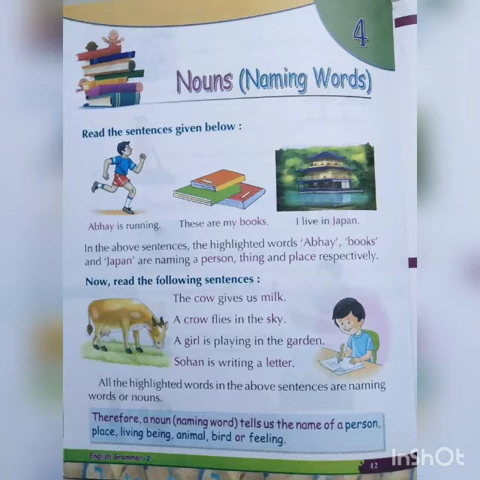 4
Nouns (Naming Words)
Read the sentences given below :
Abhay is running.
These are my books.
I live in Japan.
In the above sentences, the highlighted words 'Abhay', 'books'
and 'Japan' are naming a person, thing and place respectively.
Now, read the following sentences :
The cow gives us milk.
A crow flies in the sky.
A girl is playing in the garden.
Sohan is writing a letter.
All the highlighted words in the above sentences are naming
words or nouns.
Therefore, a noun (naming word) tells us the name of a person,
place, living being, animal, bird or feeling.
English Grammar-2
12
InShOt